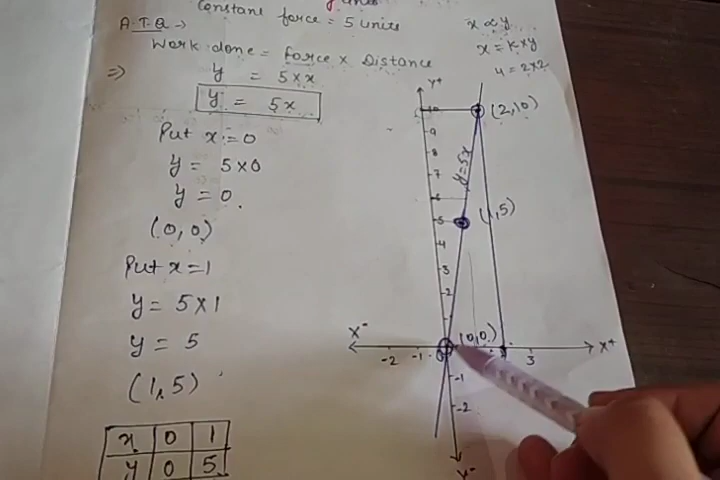 Constant force = 5 units
A.T.Q. →
Work done = force × Distance
⇒ y = 5 × x
y = 5x
Put x = 0
y = 5×0
y = 0.
(0,0)
Put x = 1
y = 5×1
y = 5
(1,5)
x 0 1
y 0 5
x ∝ y
x = k × y
4 = 2×2
Y+
10
(2,10)
9
8
7
y=5x
6
5
(1,5)
4
3
2
X-
(0,0)
X+
-2 -1 0 3
-1
-2
Y-